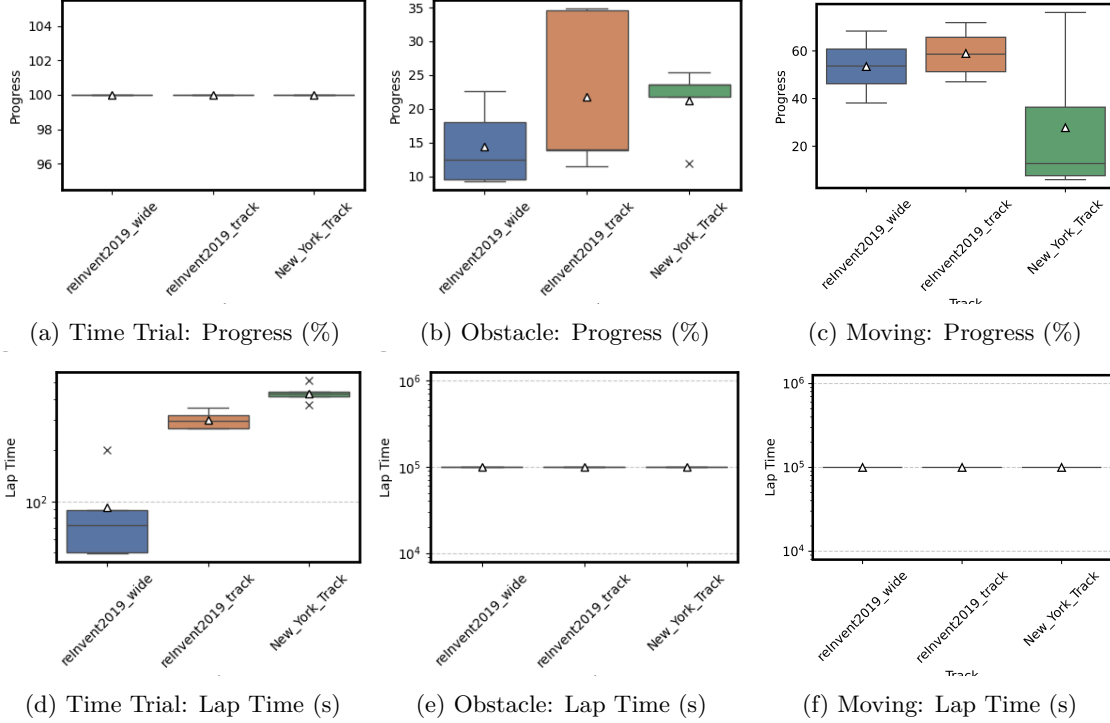 Progress
104
102
100
98
96
reInvent2019_wide
reInvent2019_track
New_York_Track
(a) Time Trial: Progress (%)
Progress
35
30
25
20
15
10
reInvent2019_wide
reInvent2019_track
New_York_Track
(b) Obstacle: Progress (%)
Progress
60
40
20
reInvent2019_wide
reInvent2019_track
New_York_Track
Track
(c) Moving: Progress (%)
Lap Time
10²
reInvent2019_wide
reInvent2019_track
New_York_Track
(d) Time Trial: Lap Time (s)
Lap Time
10⁶
10⁵
10⁴
reInvent2019_wide
reInvent2019_track
New_York_Track
(e) Obstacle: Lap Time (s)
Lap Time
10⁶
10⁵
10⁴
reInvent2019_wide
reInvent2019_track
New_York_Track
Track
(f) Moving: Lap Time (s)